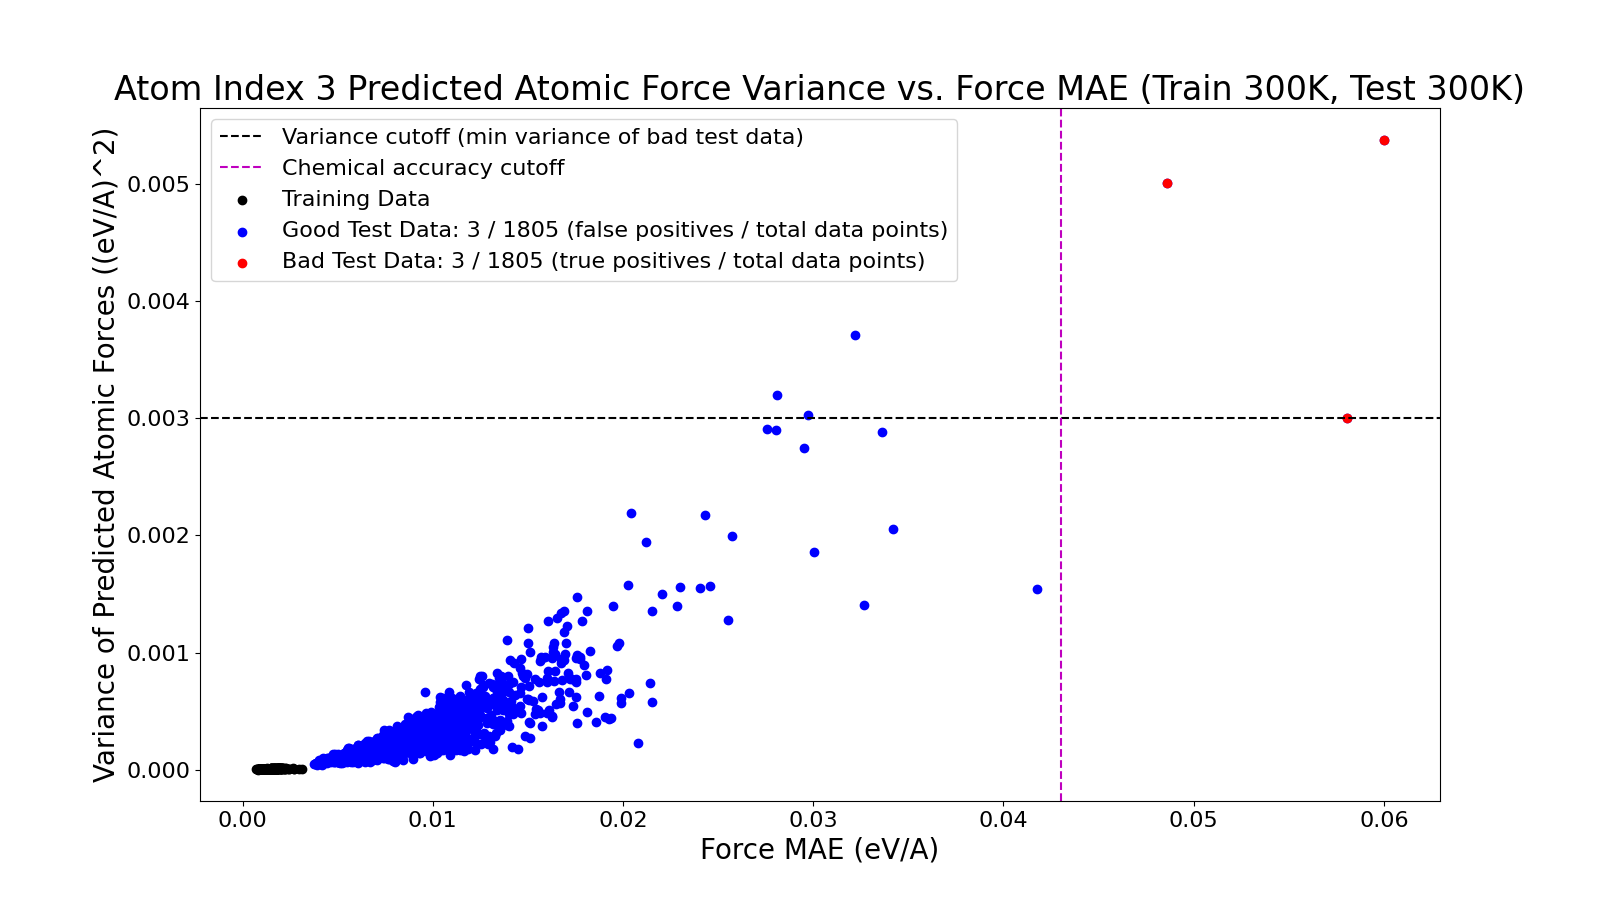 Atom Index 3 Predicted Atomic Force Variance vs. Force MAE (Train 300K, Test 300K)
Variance of Predicted Atomic Forces ((eV/A)^2)
Variance cutoff (min variance of bad test data)
Chemical accuracy cutoff
Training Data
Good Test Data: 3 / 1805 (false positives / total data points)
Bad Test Data: 3 / 1805 (true positives / total data points)
0.005
0.004
0.003
0.002
0.001
0.000
0.00 0.01 0.02 0.03 0.04 0.05 0.06
Force MAE (eV/A)